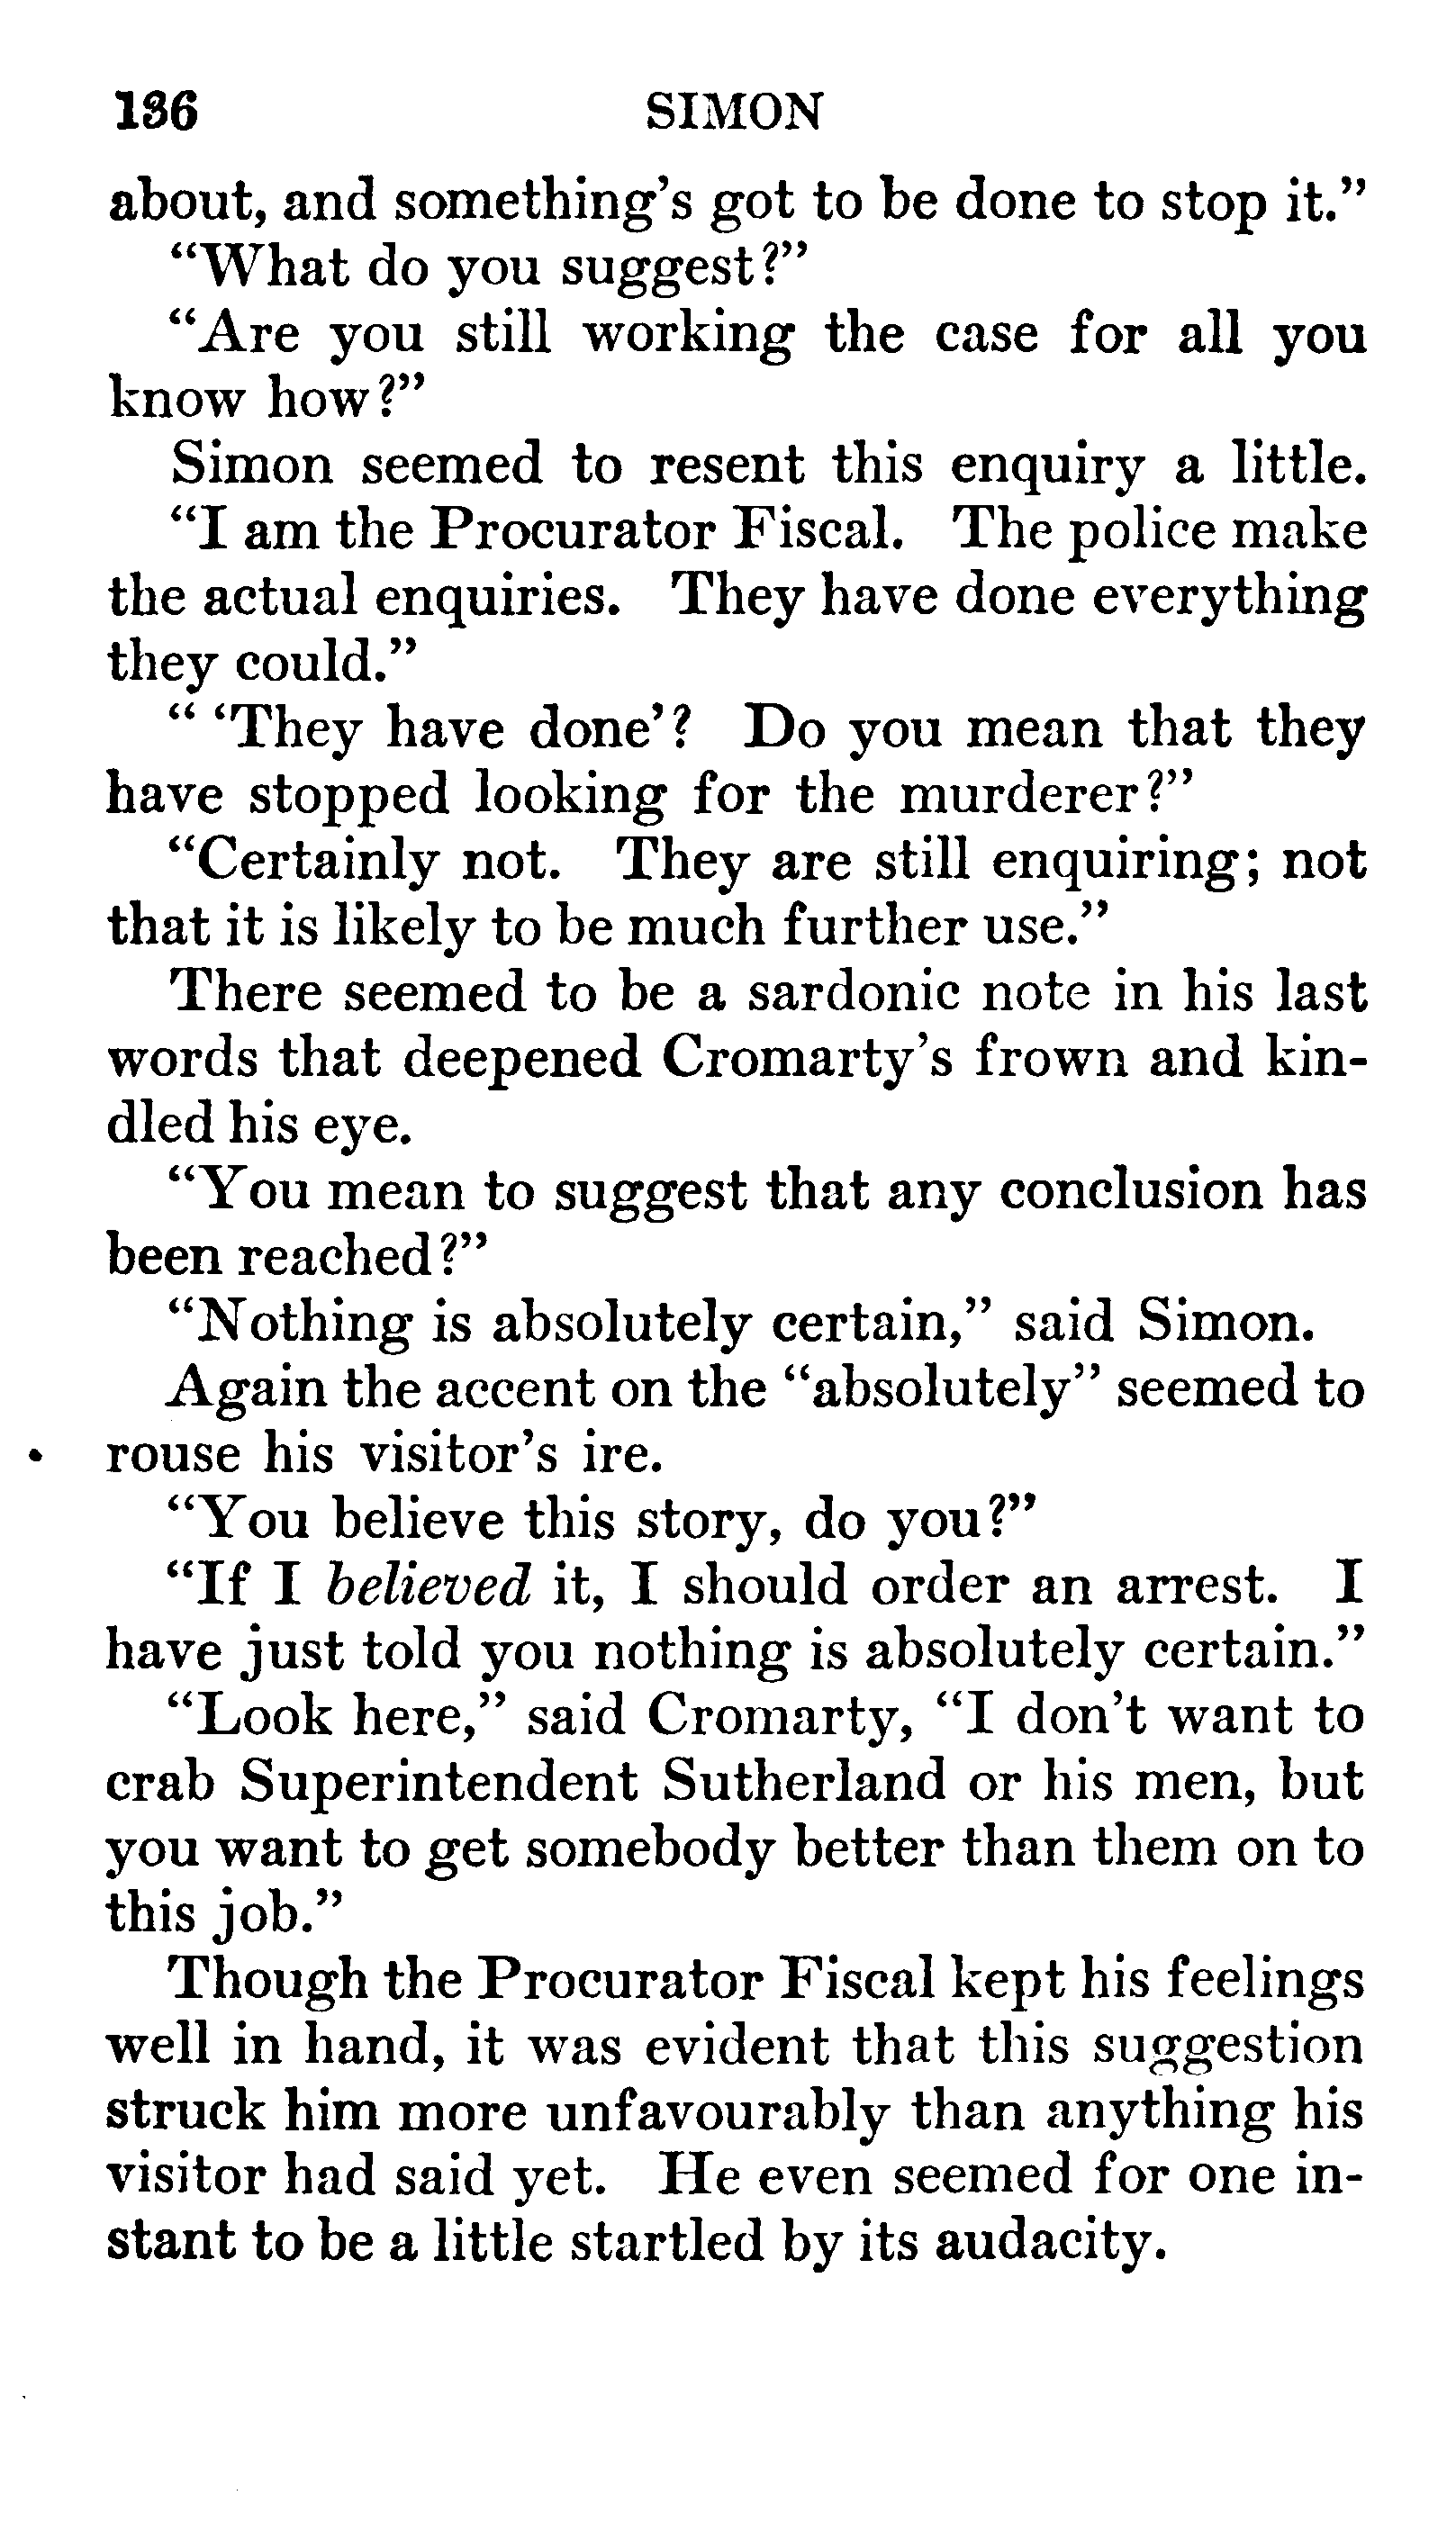 136 SIMON
about, and something's got to be done to stop it."
"What do you suggest?"
"Are you still working the case for all you
know how?"
Simon seemed to resent this enquiry a little.
"I am the Procurator Fiscal. The police make
the actual enquiries. They have done everything
they could."
" 'They have done'? Do you mean that they
have stopped looking for the murderer?"
"Certainly not. They are still enquiring; not
that it is likely to be much further use."
There seemed to be a sardonic note in his last
words that deepened Cromarty's frown and kin-
dled his eye.
"You mean to suggest that any conclusion has
been reached?"
"Nothing is absolutely certain," said Simon.
Again the accent on the "absolutely" seemed to
rouse his visitor's ire.
"You believe this story, do you?"
"If I believed it, I should order an arrest. I
have just told you nothing is absolutely certain."
"Look here," said Cromarty, "I don't want to
crab Superintendent Sutherland or his men, but
you want to get somebody better than them on to
this job."
Though the Procurator Fiscal kept his feelings
well in hand, it was evident that this suggestion
struck him more unfavourably than anything his
visitor had said yet. He even seemed for one in-
stant to be a little startled by its audacity.